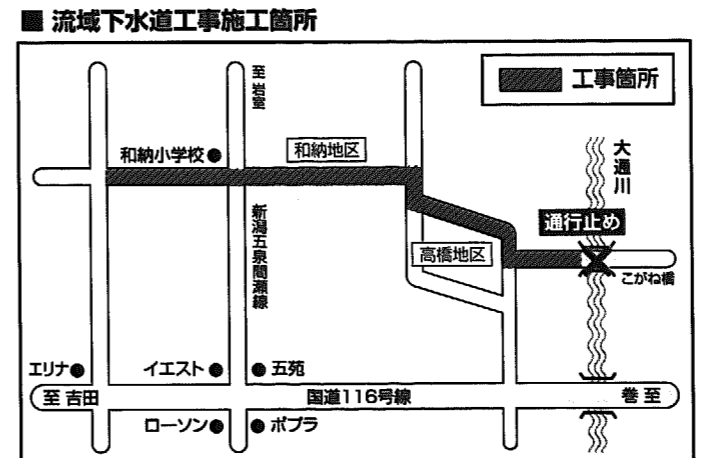 ■ 流域下水道工事施工箇所
工事箇所
至 岩室
和納小学校●
和納地区
大通川
通行止め
新潟五泉間瀬線
高橋地区
こがね橋
エリナ●
イエスト●
●五苑
至 吉田
国道116号線
巻 至
ローソン●
●ポプラ